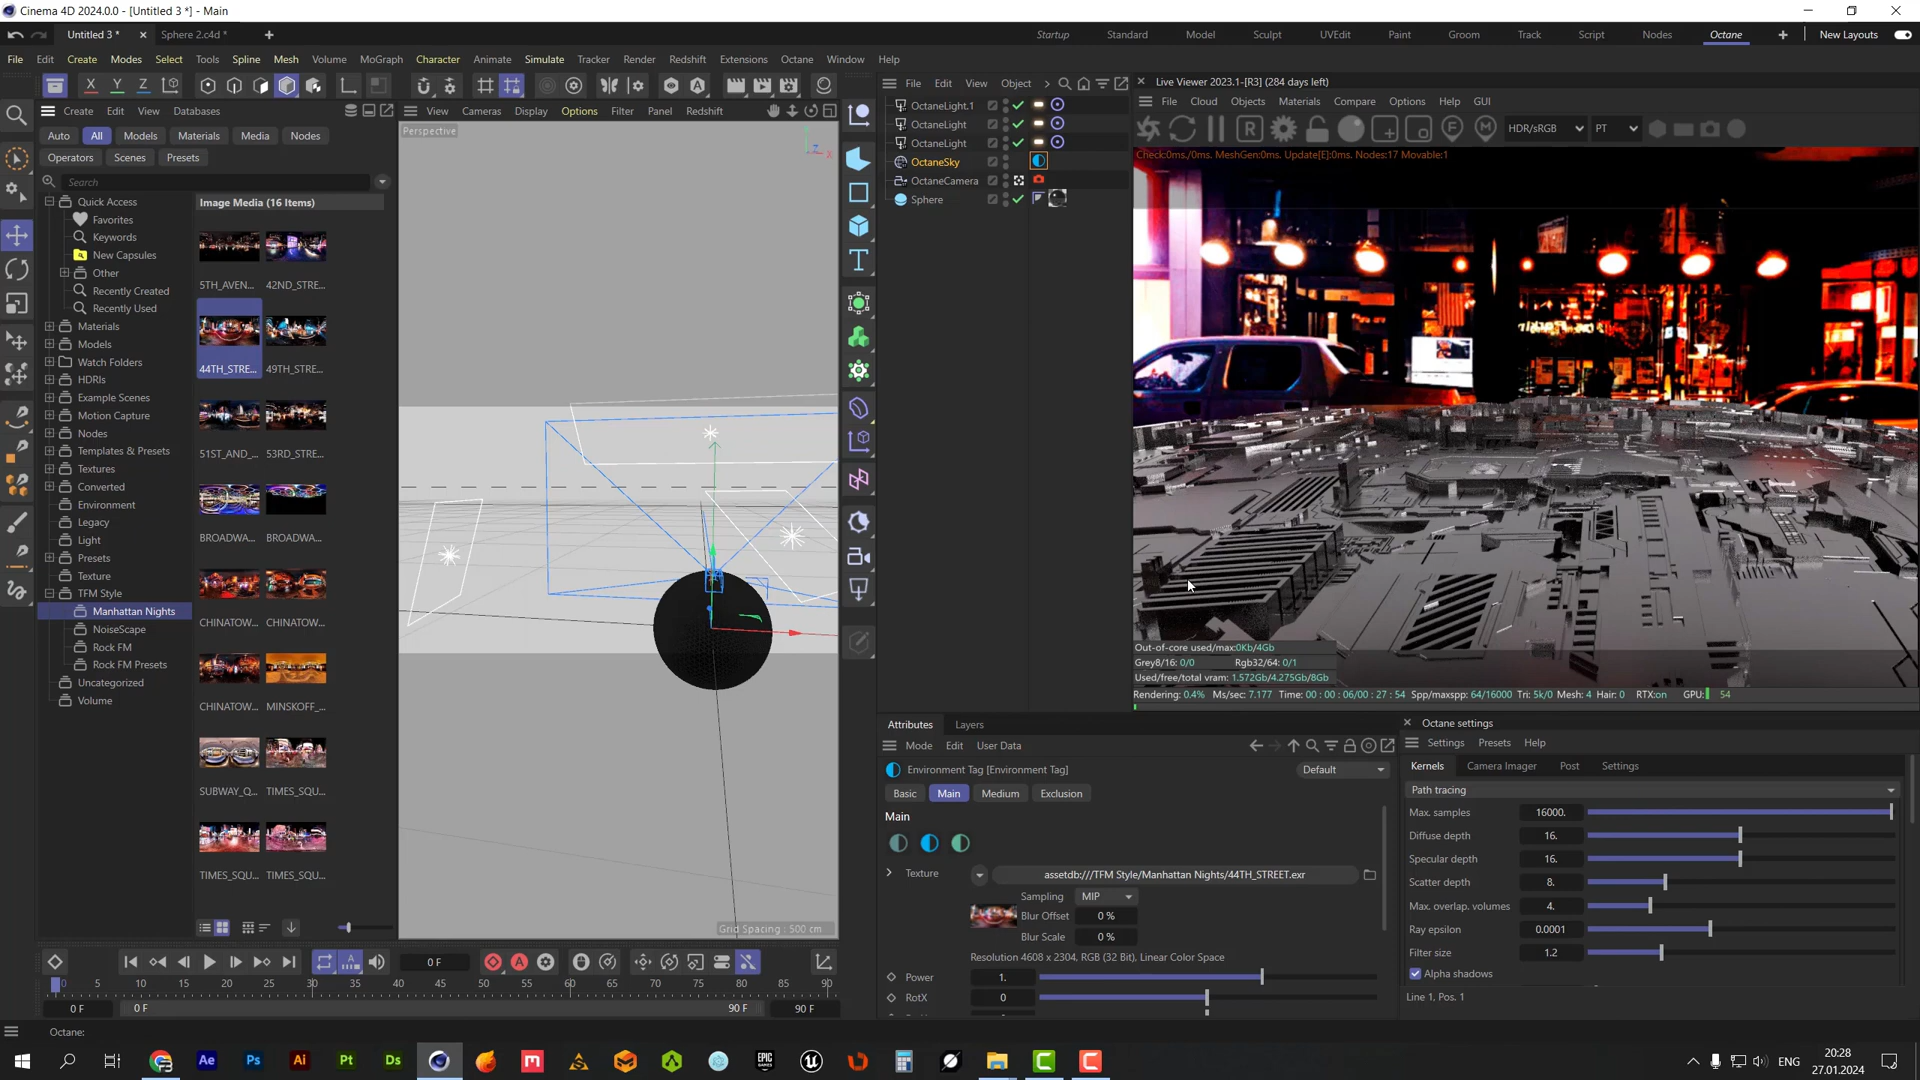 Cinema 4D 2024.0.0 - [Untitled 3 *] - Main
Untitled 3 *
Sphere 2.c4d *
Startup
Standard
Model
Sculpt
UVEdit
Paint
Groom
Track
Script
Nodes
Octane
New Layouts
File Edit Create Modes Select Tools Spline Mesh Volume MoGraph Character Animate Simulate Tracker Render Redshift Extensions Octane Window Help
X Y Z
Create Edit View Databases
Auto All Models Materials Media Nodes
Operators Scenes Presets
Search
Quick Access
Favorites
Keywords
New Capsules
Other
Recently Created
Recently Used
Materials
Models
Watch Folders
HDRIs
Example Scenes
Motion Capture
Nodes
Templates & Presets
Textures
Converted
Environment
Legacy
Light
Presets
Texture
TFM Style
Manhattan Nights
NoiseScape
Rock FM
Rock FM Presets
Uncategorized
Volume
Image Media (16 Items)
5TH_AVEN... 42ND_STRE...
44TH_STRE... 49TH_STRE...
51ST_AND_... 53RD_STRE...
BROADWA... BROADWA...
CHINATOW... CHINATOW...
CHINATOW... MINSKOFF_...
SUBWAY_Q... TIMES_SQU...
TIMES_SQU... TIMES_SQU...
View Cameras Display Options Filter Panel Redshift
Perspective
Grid Spacing : 500 cm
File Edit View Object
OctaneLight.1
OctaneLight
OctaneLight
OctaneSky
OctaneCamera
Sphere
Live Viewer 2023.1-[R3] (284 days left)
File Cloud Objects Materials Compare Options Help GUI
HDR/sRGB
PT
Check:0ms./0ms. MeshGen:0ms. Update[E]:0ms. Nodes:17 Movable:1
Out-of-core used/max:0Kb/4Gb
Grey8/16: 0/0 Rgb32/64: 0/1
Used/free/total vram: 1.572Gb/4.275Gb/8Gb
Rendering: 0.4% Ms/sec: 7.177 Time: 00 : 00 : 06/00 : 27 : 54 Spp/maxspp: 64/16000 Tri: 5k/0 Mesh: 4 Hair: 0 RTX:on GPU: 54
Attributes Layers
Mode Edit User Data
Environment Tag [Environment Tag]
Default
Basic Main Medium Exclusion
Main
Texture
assetdb:///TFM Style/Manhattan Nights/44TH_STREET.exr
Sampling MIP
Blur Offset 0 %
Blur Scale 0 %
Resolution 4608 x 2304, RGB (32 Bit), Linear Color Space
Power 1.
RotX 0
Octane settings
Settings Presets Help
Kernels Camera Imager Post Settings
Path tracing
Max. samples 16000.
Diffuse depth 16.
Specular depth 16.
Scatter depth 8.
Max. overlap. volumes 4.
Ray epsilon 0.0001
Filter size 1.2
Alpha shadows
Line 1, Pos. 1
0 F
0 5 10 15 20 25 30 35 40 45 50 55 60 65 70 75 80 85 90
0 F 0 F 90 F 90 F
Octane:
Ae Ps Ai Pt Ds
ENG
20:28
27.01.2024